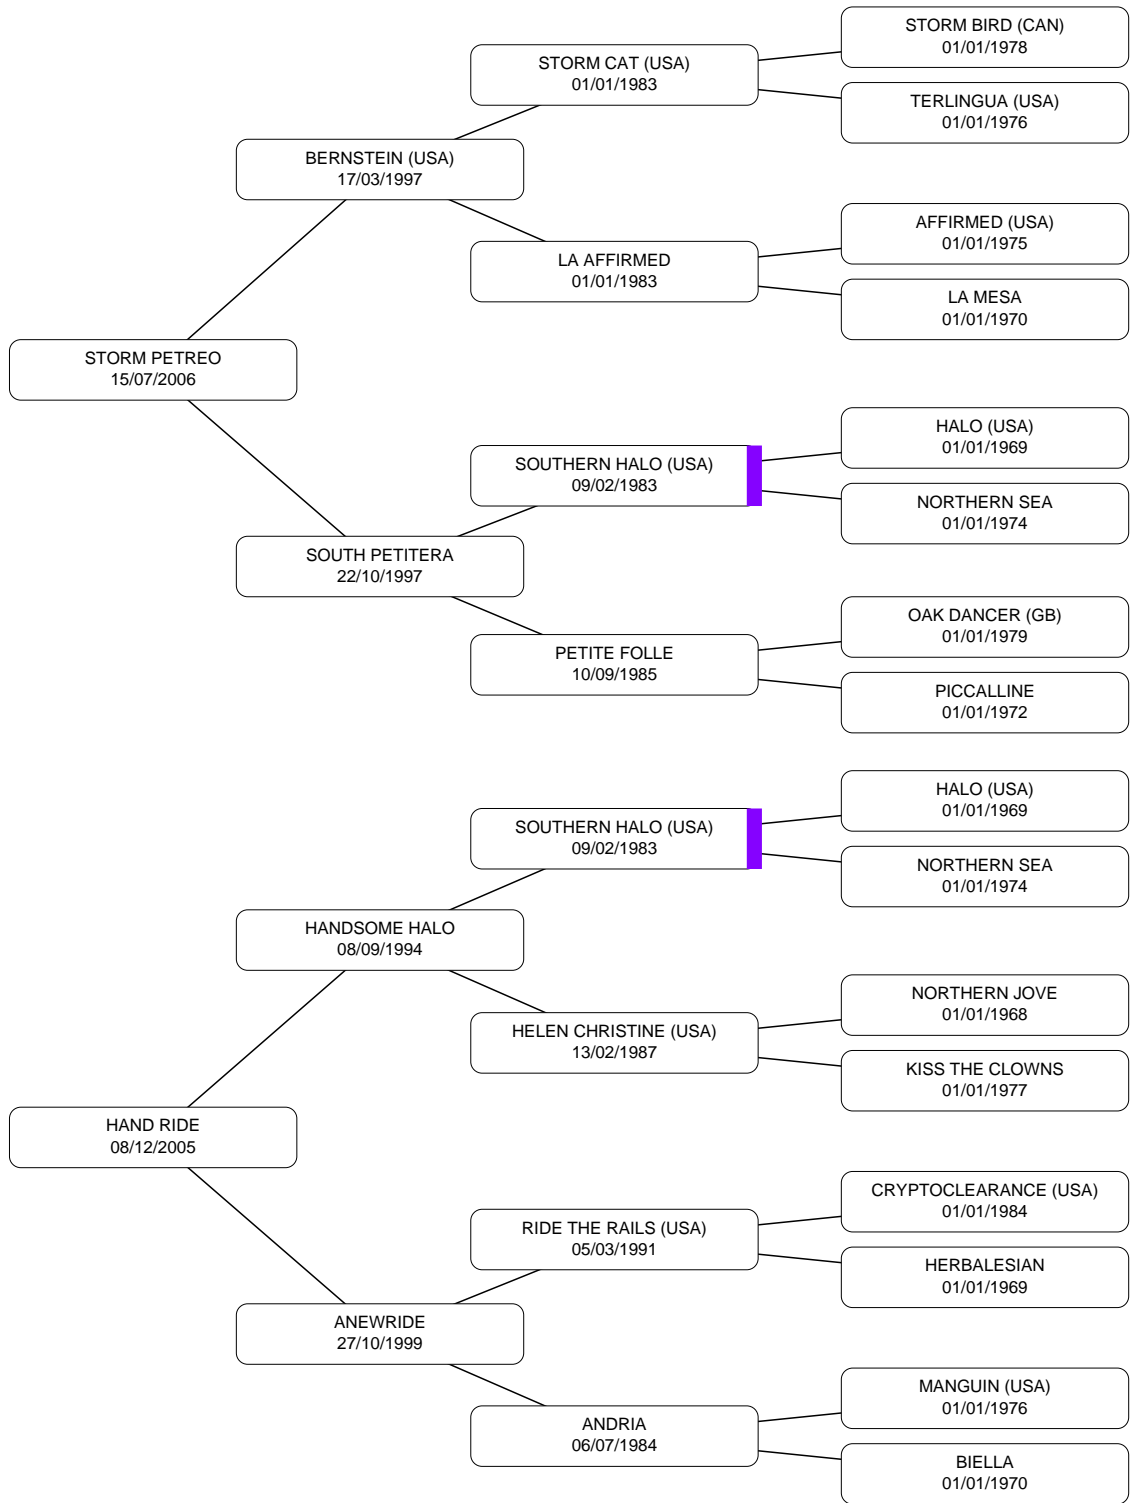 STORM BIRD (CAN)
01/01/1978
STORM CAT (USA)
01/01/1983
TERLINGUA (USA)
01/01/1976
BERNSTEIN (USA)
17/03/1997
AFFIRMED (USA)
01/01/1975
LA AFFIRMED
01/01/1983
LA MESA
01/01/1970
STORM PETREO
15/07/2006
HALO (USA)
01/01/1969
SOUTHERN HALO (USA)
09/02/1983
NORTHERN SEA
01/01/1974
SOUTH PETITERA
22/10/1997
OAK DANCER (GB)
01/01/1979
PETITE FOLLE
10/09/1985
PICCALLINE
01/01/1972
HALO (USA)
01/01/1969
SOUTHERN HALO (USA)
09/02/1983
NORTHERN SEA
01/01/1974
HANDSOME HALO
08/09/1994
NORTHERN JOVE
01/01/1968
HELEN CHRISTINE (USA)
13/02/1987
KISS THE CLOWNS
01/01/1977
HAND RIDE
08/12/2005
CRYPTOCLEARANCE (USA)
01/01/1984
RIDE THE RAILS (USA)
05/03/1991
HERBALESIAN
01/01/1969
ANEWRIDE
27/10/1999
MANGUIN (USA)
01/01/1976
ANDRIA
06/07/1984
BIELLA
01/01/1970